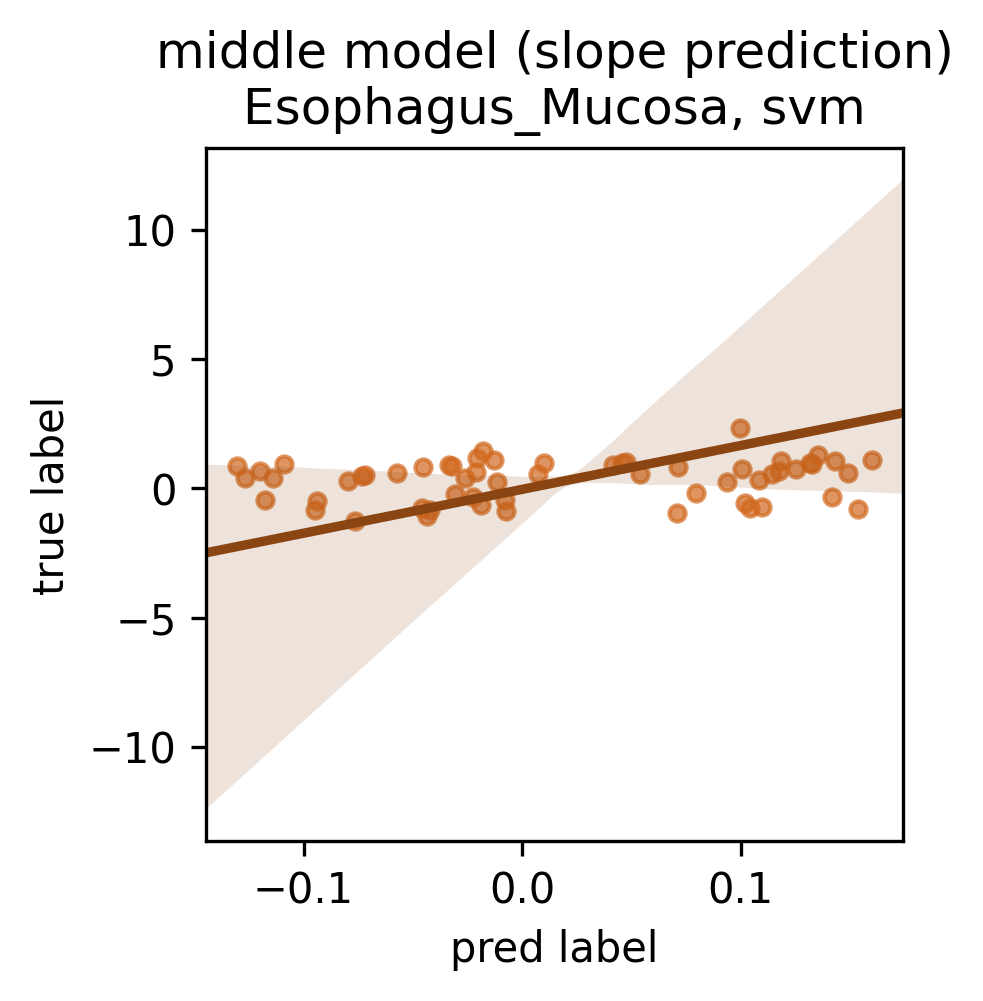 middle model (slope prediction)
Esophagus_Mucosa, svm
10
5
0
−5
−10
true label
−0.1
0.0
0.1
pred label